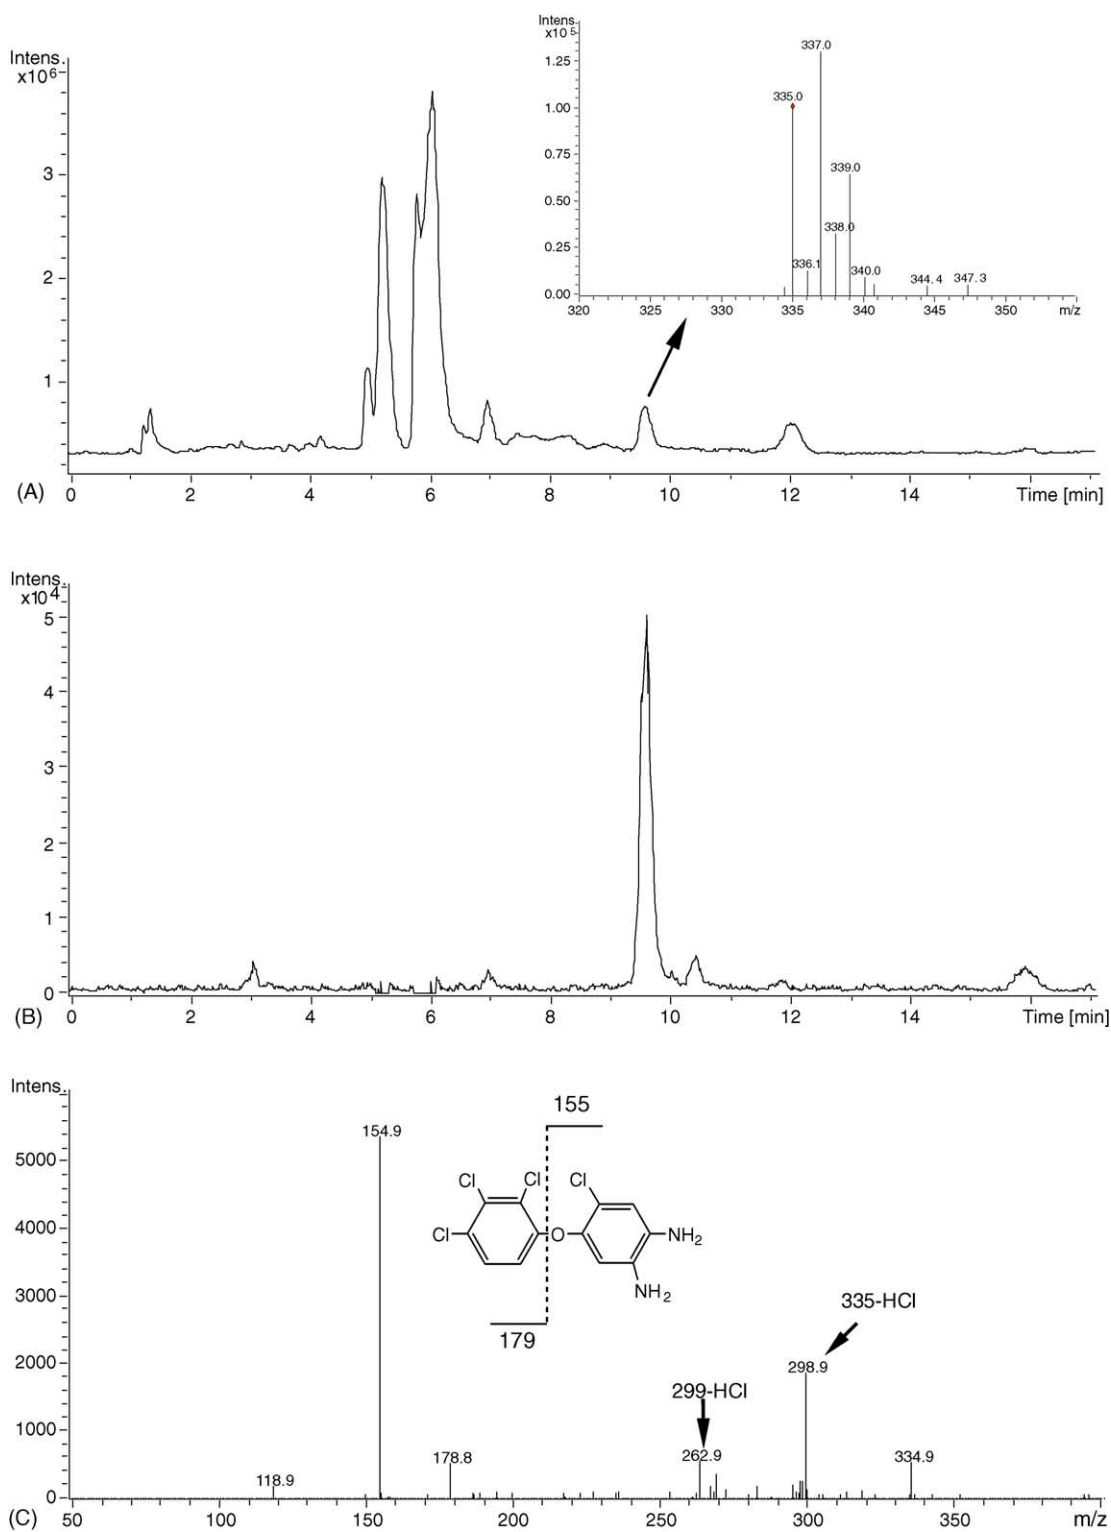 Intens.
x10 5
1.25
1.00
0.75
0.50
0.25
0.00
335.0
336.1
337.0
338.0
339.0
340.0
344.4
347.3
320 325 330 335 340 345 350 m/z
Intens.
x10 6
3
2
1
(A) 0 2 4 6 8 10 12 14 Time [min]
Intens.
x10 4
5
4
3
2
1
0
(B) 0 2 4 6 8 10 12 14 Time [min]
Intens.
5000
4000
3000
2000
1000
0
155
154.9
Cl Cl Cl
Cl O NH2
NH2
179
335-HCl
298.9
299-HCl
262.9
334.9
178.8
118.9
(C) 50 100 150 200 250 300 350 m/z